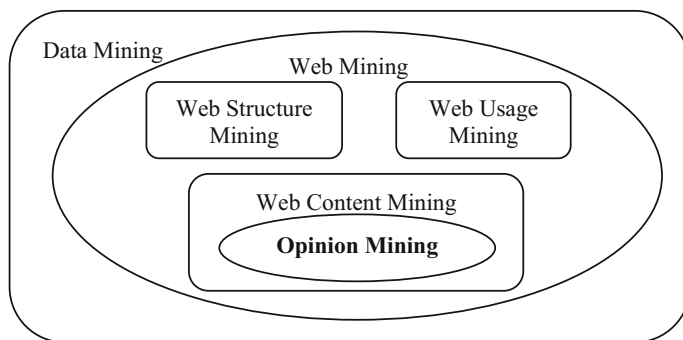 Data Mining
Web Mining
Web Structure
Mining
Web Usage
Mining
Web Content Mining
Opinion Mining